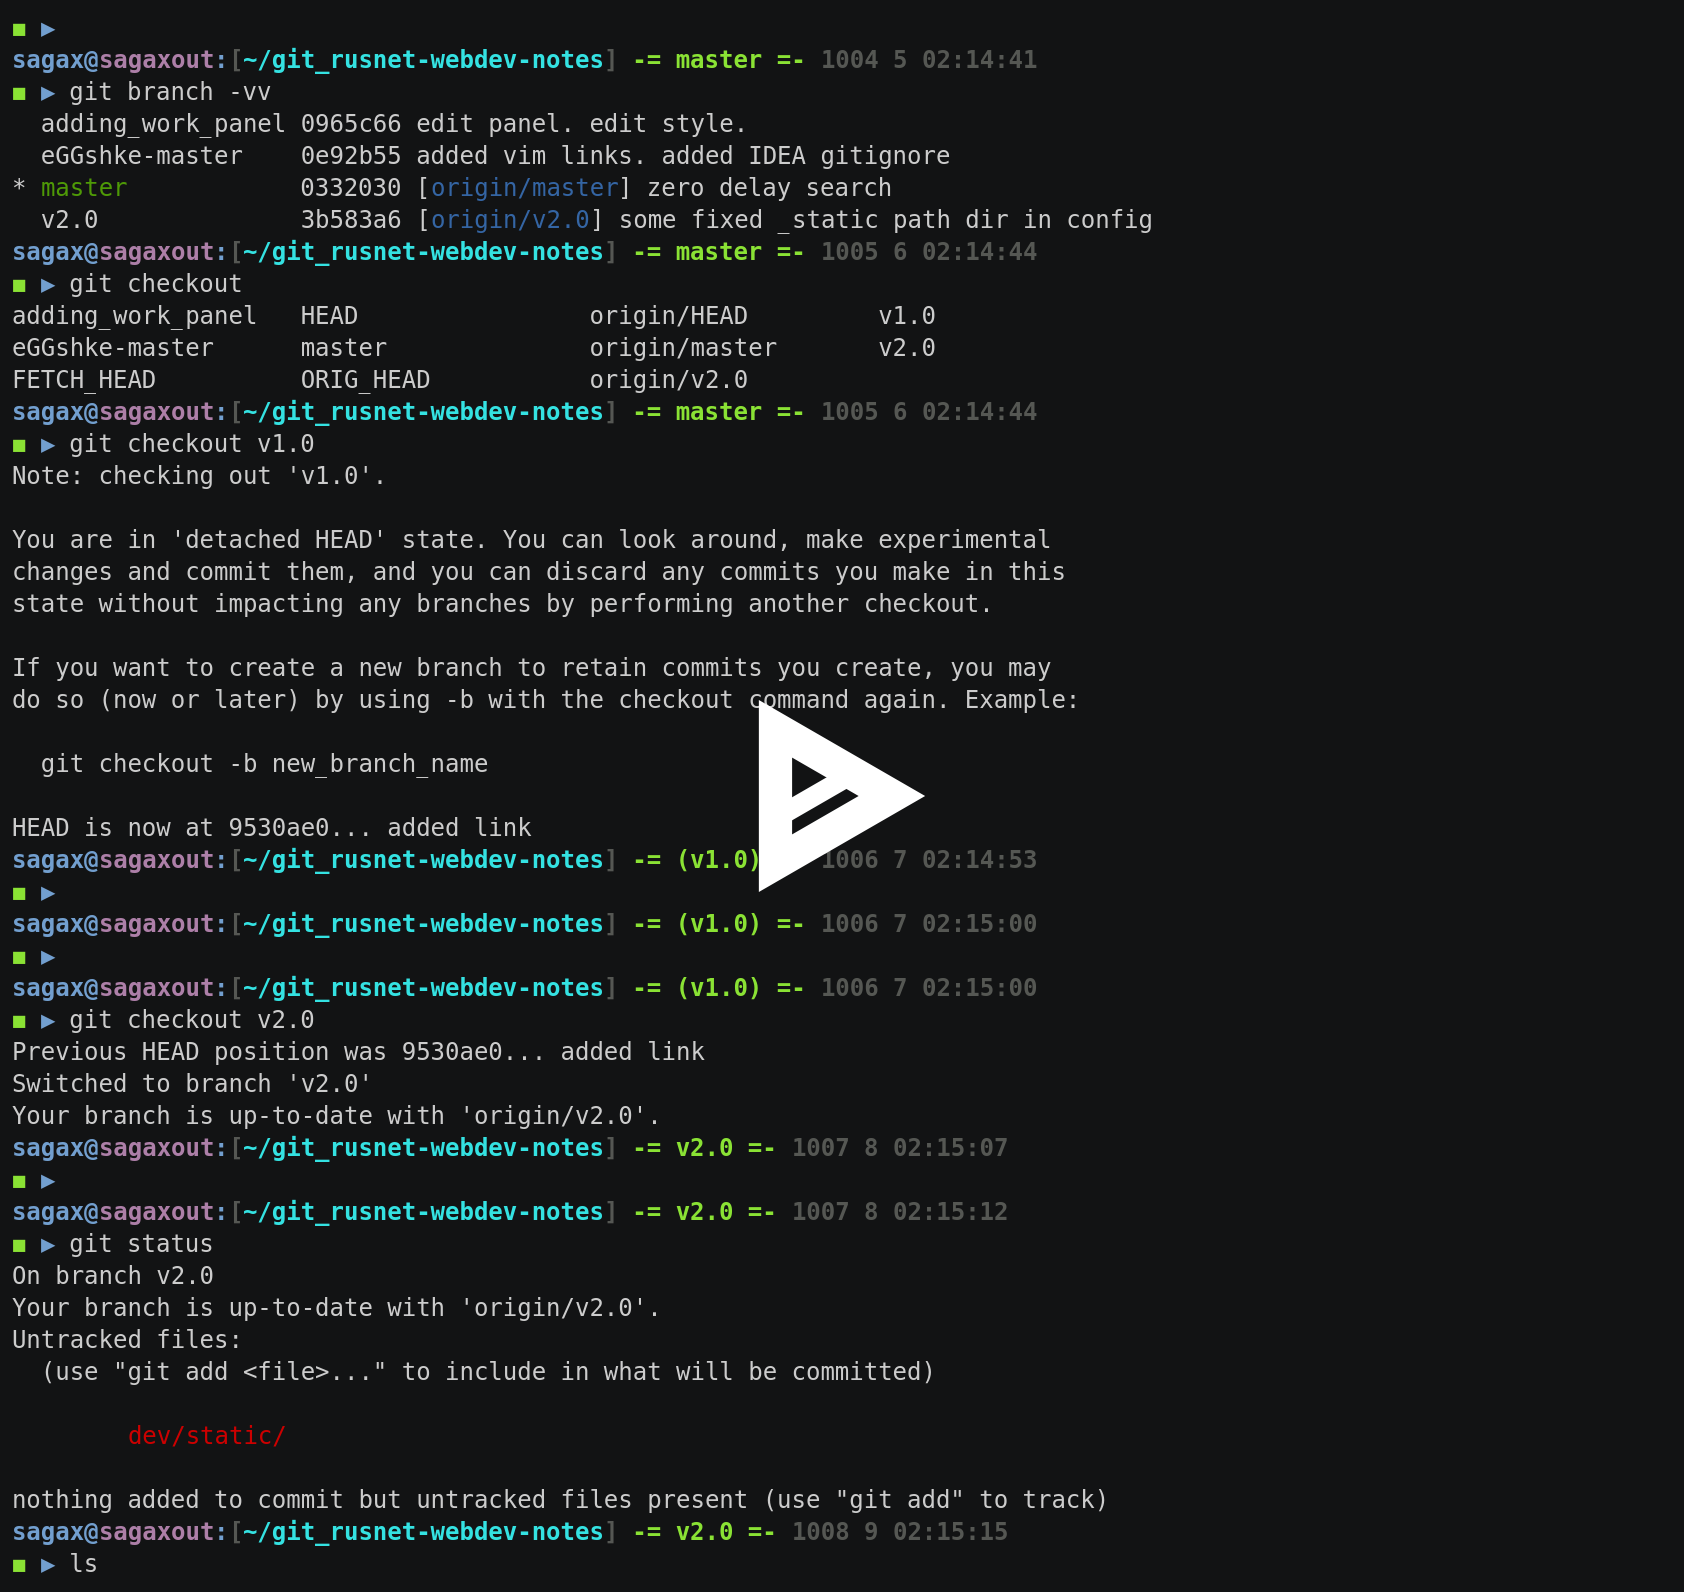 ■ ▶
sagax@sagaxout:[~/git_rusnet-webdev-notes] -= master =- 1004 5 02:14:41
■ ▶ git branch -vv
  adding_work_panel 0965c66 edit panel. edit style.
  eGGshke-master    0e92b55 added vim links. added IDEA gitignore
* master            0332030 [origin/master] zero delay search
  v2.0              3b583a6 [origin/v2.0] some fixed _static path dir in config
sagax@sagaxout:[~/git_rusnet-webdev-notes] -= master =- 1005 6 02:14:44
■ ▶ git checkout
adding_work_panel   HEAD                origin/HEAD         v1.0
eGGshke-master      master              origin/master       v2.0
FETCH_HEAD          ORIG_HEAD           origin/v2.0
sagax@sagaxout:[~/git_rusnet-webdev-notes] -= master =- 1005 6 02:14:44
■ ▶ git checkout v1.0
Note: checking out 'v1.0'.

You are in 'detached HEAD' state. You can look around, make experimental
changes and commit them, and you can discard any commits you make in this
state without impacting any branches by performing another checkout.

If you want to create a new branch to retain commits you create, you may
do so (now or later) by using -b with the checkout command again. Example:

  git checkout -b new_branch_name

HEAD is now at 9530ae0... added link
sagax@sagaxout:[~/git_rusnet-webdev-notes] -= (v1.0) 1006 7 02:14:53
■ ▶
sagax@sagaxout:[~/git_rusnet-webdev-notes] -= (v1.0) =- 1006 7 02:15:00
■ ▶
sagax@sagaxout:[~/git_rusnet-webdev-notes] -= (v1.0) =- 1006 7 02:15:00
■ ▶ git checkout v2.0
Previous HEAD position was 9530ae0... added link
Switched to branch 'v2.0'
Your branch is up-to-date with 'origin/v2.0'.
sagax@sagaxout:[~/git_rusnet-webdev-notes] -= v2.0 =- 1007 8 02:15:07
■ ▶
sagax@sagaxout:[~/git_rusnet-webdev-notes] -= v2.0 =- 1007 8 02:15:12
■ ▶ git status
On branch v2.0
Your branch is up-to-date with 'origin/v2.0'.
Untracked files:
  (use "git add <file>..." to include in what will be committed)

        dev/static/

nothing added to commit but untracked files present (use "git add" to track)
sagax@sagaxout:[~/git_rusnet-webdev-notes] -= v2.0 =- 1008 9 02:15:15
■ ▶ ls